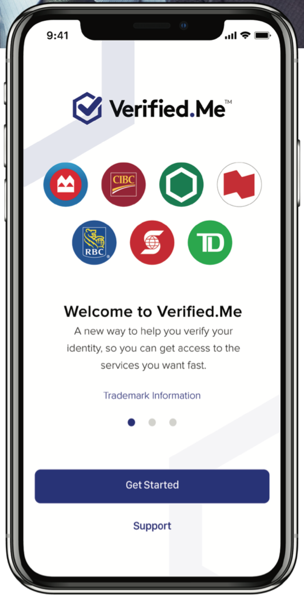 9:41
Verified.Me™
CIBC
RBC®
TD
Welcome to Verified.Me
A new way to help you verify your
identity, so you can get access to the
services you want fast.
Trademark Information
Get Started
Support